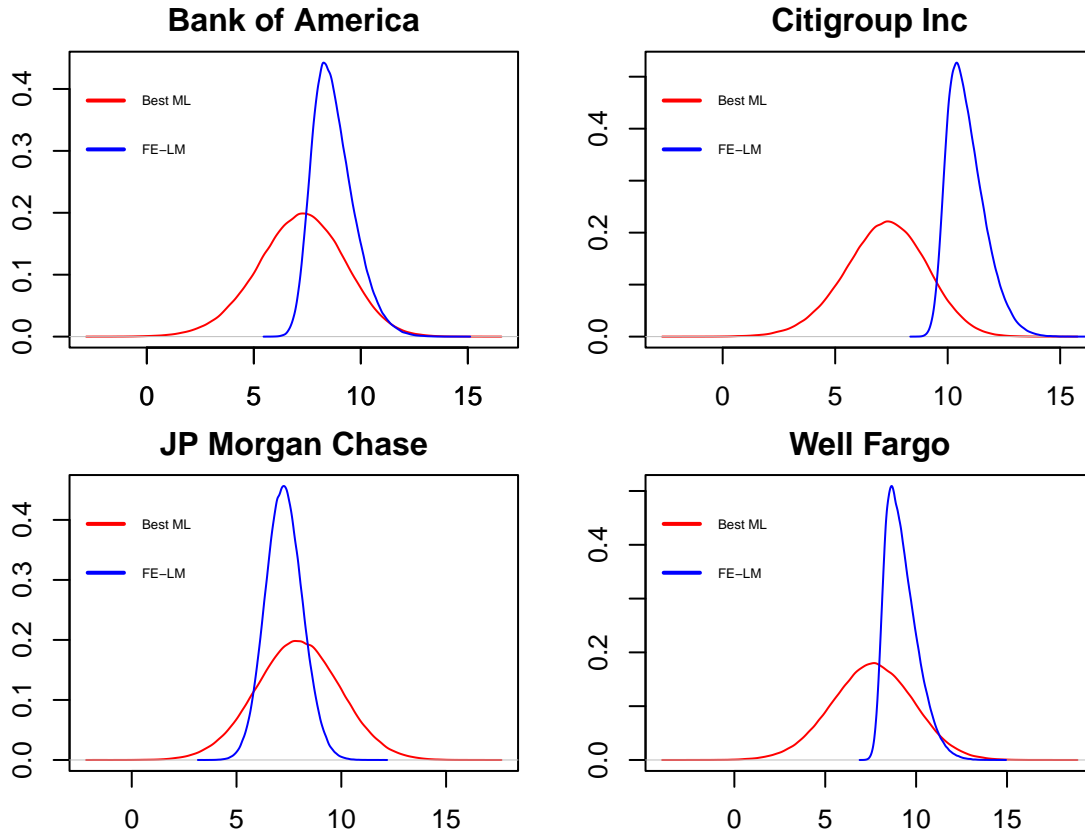 Bank of America
0.4
0.3
0.2
0.1
0.0
Best ML
FE−LM
0 5 10 15
Citigroup Inc
0.4
0.2
0.0
Best ML
FE−LM
0 5 10 15
JP Morgan Chase
0.4
0.3
0.2
0.1
0.0
Best ML
FE−LM
0 5 10 15
Well Fargo
0.4
0.2
0.0
Best ML
FE−LM
0 5 10 15